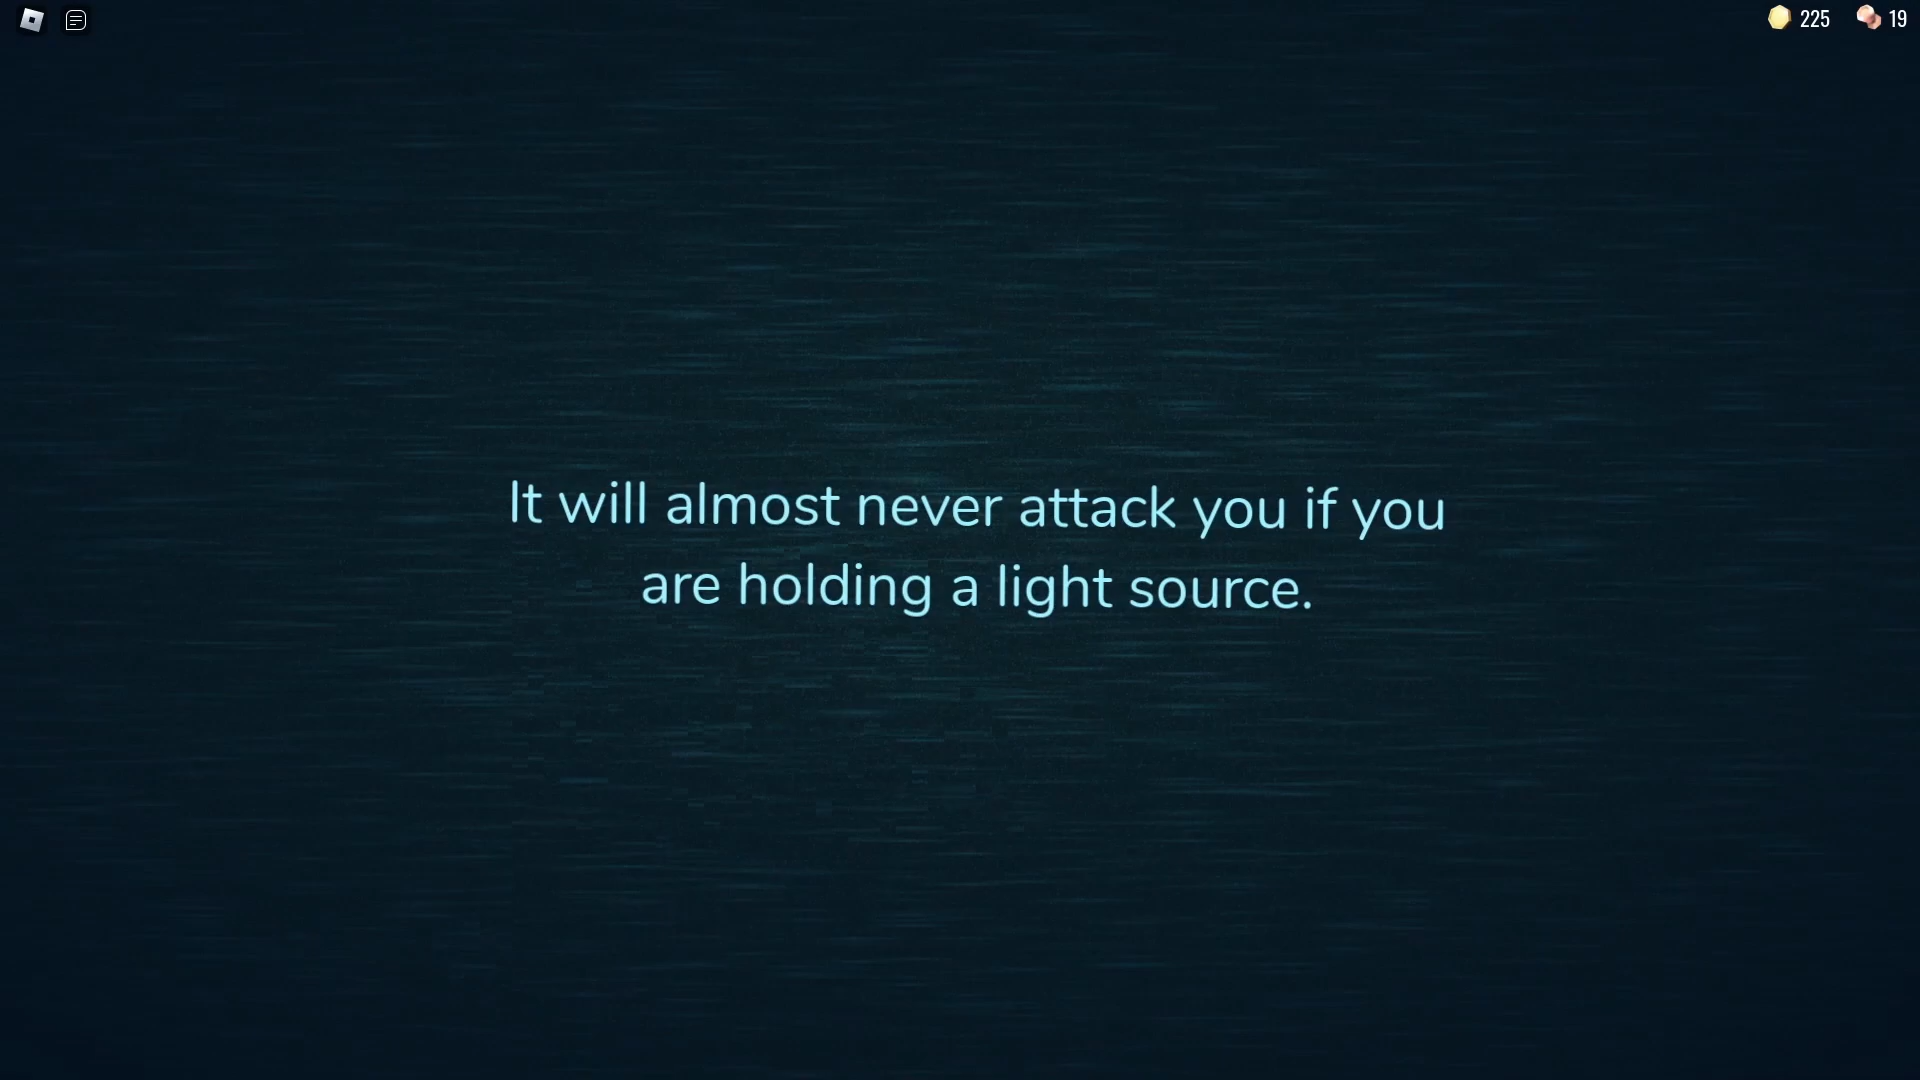 225 19
It will almost never attack you if you
are holding a light source.